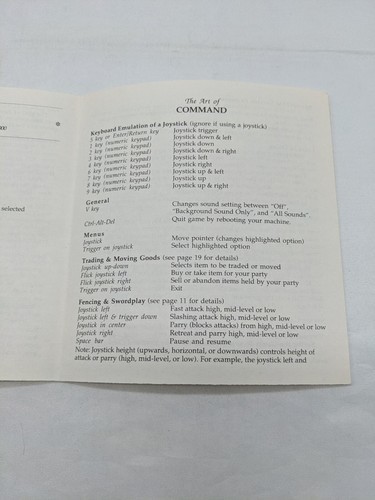 selected
The Art of
COMMAND
Keyboard Emulation of a Joystick (ignore if using a joystick)
5 key or Enter/Return key Joystick trigger
1 key (numeric keypad) Joystick down & left
2 key (numeric keypad) Joystick down
3 key (numeric keypad) Joystick down & right
4 key (numeric keypad) Joystick left
6 key (numeric keypad) Joystick right
7 key (numeric keypad) Joystick up & left
8 key (numeric keypad) Joystick up
9 key (numeric keypad) Joystick up & right
General
V key Changes sound setting between "Off",
"Background Sound Only", and "All Sounds".
Ctrl-Alt-Del Quit game by rebooting your machine.
Menus
Joystick Move pointer (changes highlighted option)
Trigger on joystick Select highlighted option
Trading & Moving Goods (see page 19 for details)
Joystick up-down Selects item to be traded or moved
Flick joystick left Buy or take item for your party
Flick joystick right Sell or abandon items held by your party
Trigger on joystick Exit
Fencing & Swordplay (see page 11 for details)
Joystick left Fast attack high, mid-level or low
Joystick left & trigger down Slashing attack high, mid-level or low
Joystick in center Parry (blocks attacks) from high, mid-level or low
Joystick right Retreat and parry high, mid-level or low
Space bar Pause and resume
Note: Joystick height (upwards, horizontal, or downwards) controls height of
attack or parry (high, mid-level, or low). For example, the joystick left and